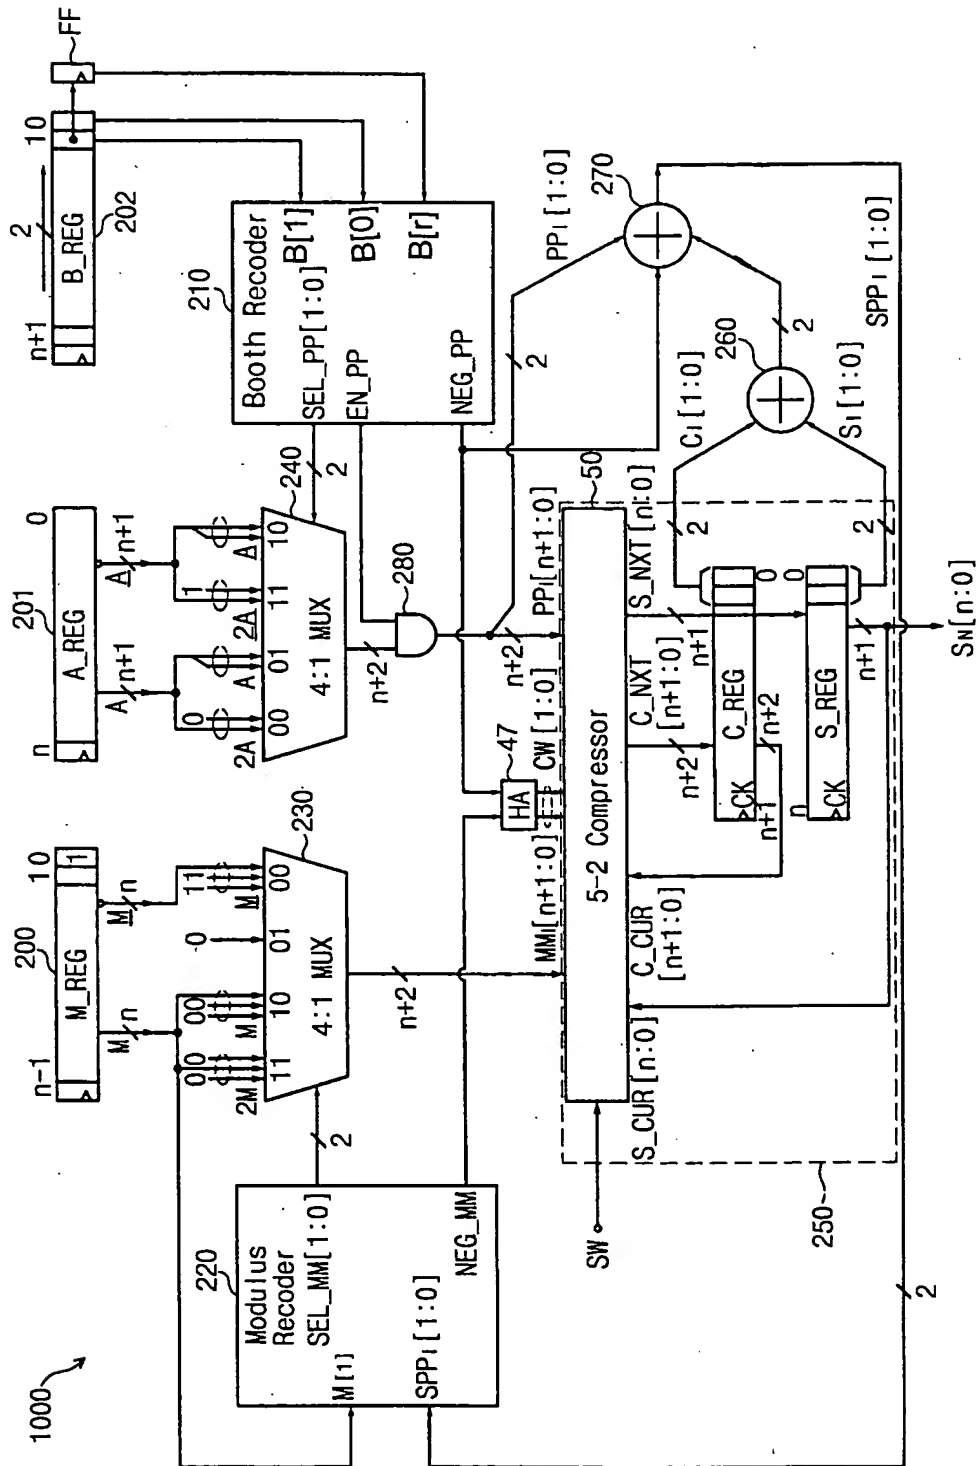 1000
n-1
M_REG
10
1
200
M
n
M
n
n
A_REG
0
201
A
n+1
A
n+1
n+1
B_REG
2
10
202
FF
00
2M
11
00
M
10
0
01
11
M
00
4:1 MUX
230
0
2A
00
A
01
1
2A
11
A
10
4:1 MUX
240
2
Booth Recoder
210
SEL_PP[1:0]
EN_PP
NEG_PP
B[1]
B[0]
B[r]
280
n+2
n+2
2
PPI[1:0]
270
Modulus
Recoder
220
SEL_MM[1:0]
M[1]
SPPI[1:0]
NEG_MM
2
n+2
HA
47
MMI[n+1:0]
CW[1:0]
PP[n+1:0]
50
5-2 Compressor
SW
S_CUR[n:0]
C_CUR
[n+1:0]
C_NXT
[n+1:0]
S_NXT[n:0]
n+2
n+1
n+1
n+2
C_REG
CK
0
n
S_REG
CK
0
n+1
2
2
CI[1:0]
SI[1:0]
260
2
SPPI[1:0]
250
2
SN[n:0]